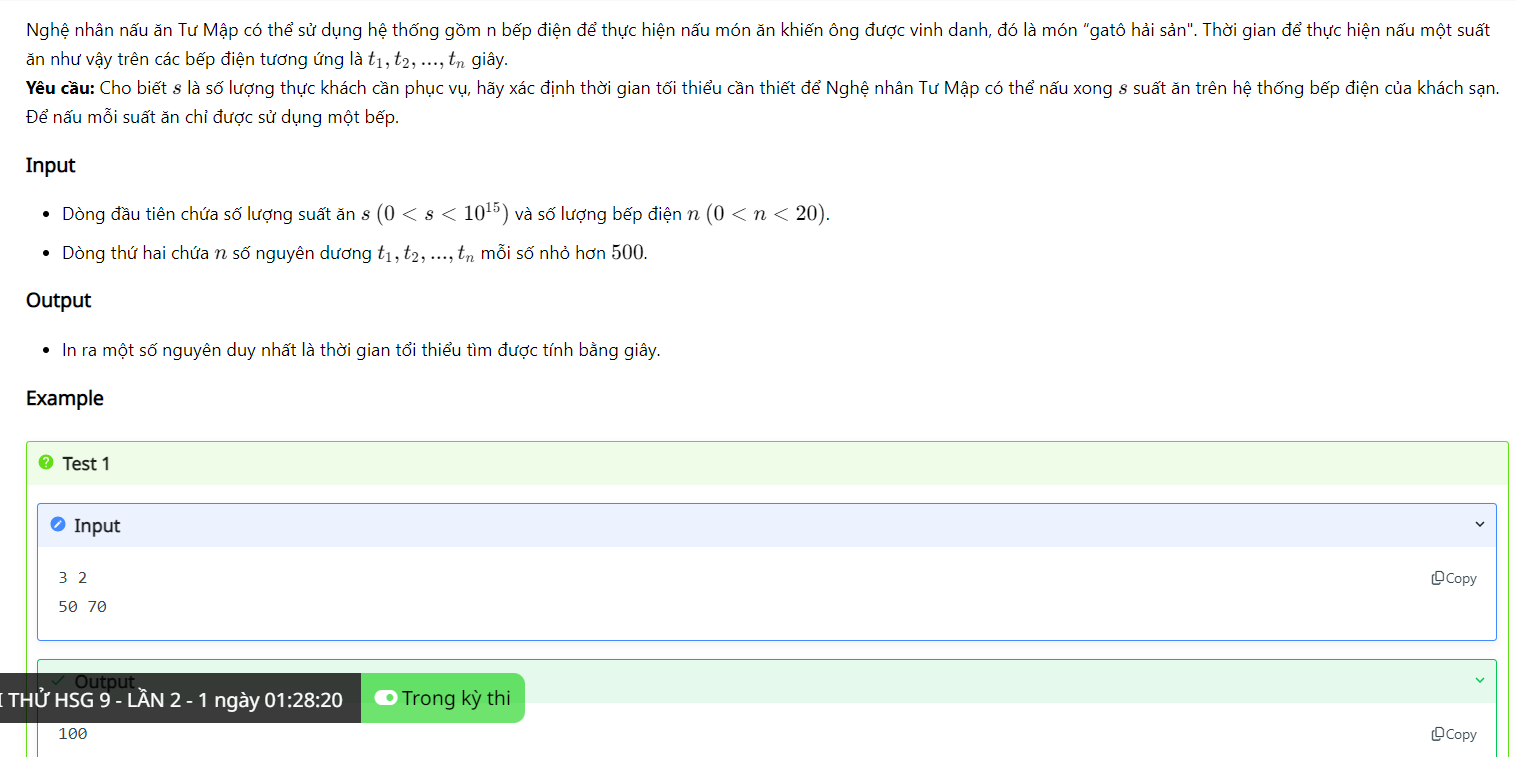 Nghệ nhân nấu ăn Tư Mập có thể sử dụng hệ thống gồm n bếp điện để thực hiện nấu món ăn khiến ông được vinh danh, đó là món “gatô hải sản". Thời gian để thực hiện nấu một suất
ăn như vậy trên các bếp điện tương ứng là t₁, t₂, ..., tₙ giây.
Yêu cầu: Cho biết s là số lượng thực khách cần phục vụ, hãy xác định thời gian tối thiểu cần thiết để Nghệ nhân Tư Mập có thể nấu xong s suất ăn trên hệ thống bếp điện của khách sạn.
Để nấu mỗi suất ăn chỉ được sử dụng một bếp.
Input
• Dòng đầu tiên chứa số lượng suất ăn s (0 < s < 10¹⁵) và số lượng bếp điện n (0 < n < 20).
• Dòng thứ hai chứa n số nguyên dương t₁, t₂, ..., tₙ mỗi số nhỏ hơn 500.
Output
• In ra một số nguyên duy nhất là thời gian tổi thiểu tìm được tính bằng giây.
Example
Test 1
Input
3 2
Copy
50 70
Output
I THỬ HSG 9 - LẦN 2 - 1 ngày 01:28:20
Trong kỳ thi
100
Copy